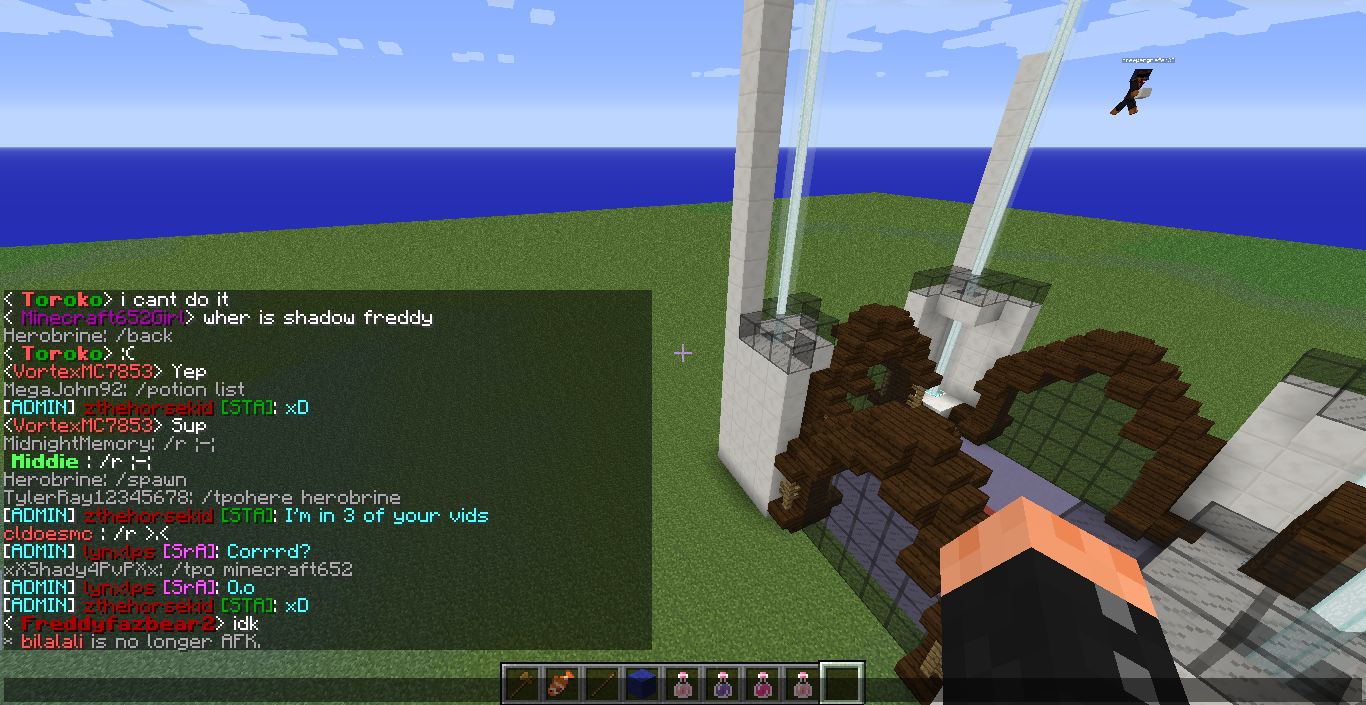 < Toroko> i cant do it
< Minecraft652Girl> wher is shadow freddy
Herobrine: /back
< Toroko> :(
<VortexMC7853> Yep
MegaJohn92: /potion list
[ADMIN] zthehorsekid [STA]: xD
<VortexMC7853> Sup
MidnightMemory: /r ;-;
Middie : /r ;-;
Herobrine: /spawn
TylerRay12345678: /tpohere herobrine
[ADMIN] zthehorsekid [STA]: I'm in 3 of your vids
cldoesmc : /r >.<
[ADMIN] lynxlps [SrA]: Corrrd?
xXShady4PvPXx: /tpo minecraft652
[ADMIN] lynxlps [SrA]: O.o
[ADMIN] zthehorsekid [STA]: xD
< Freddyfazbear2> idk
* bilalali is no longer AFK.